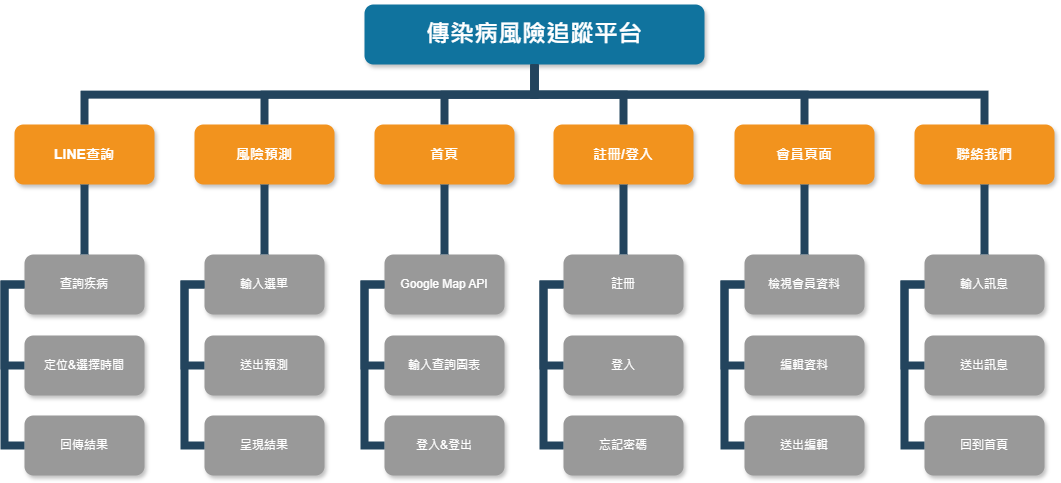 傳染病風險追蹤平台
LINE查詢
風險預測
首頁
註冊/登入
會員頁面
聯絡我們
查詢疾病
輸入選單
Google Map API
註冊
檢視會員資料
輸入訊息
定位&選擇時間
送出預測
輸入查詢圖表
登入
編輯資料
送出訊息
回傳結果
呈現結果
登入&登出
忘記密碼
送出編輯
回到首頁